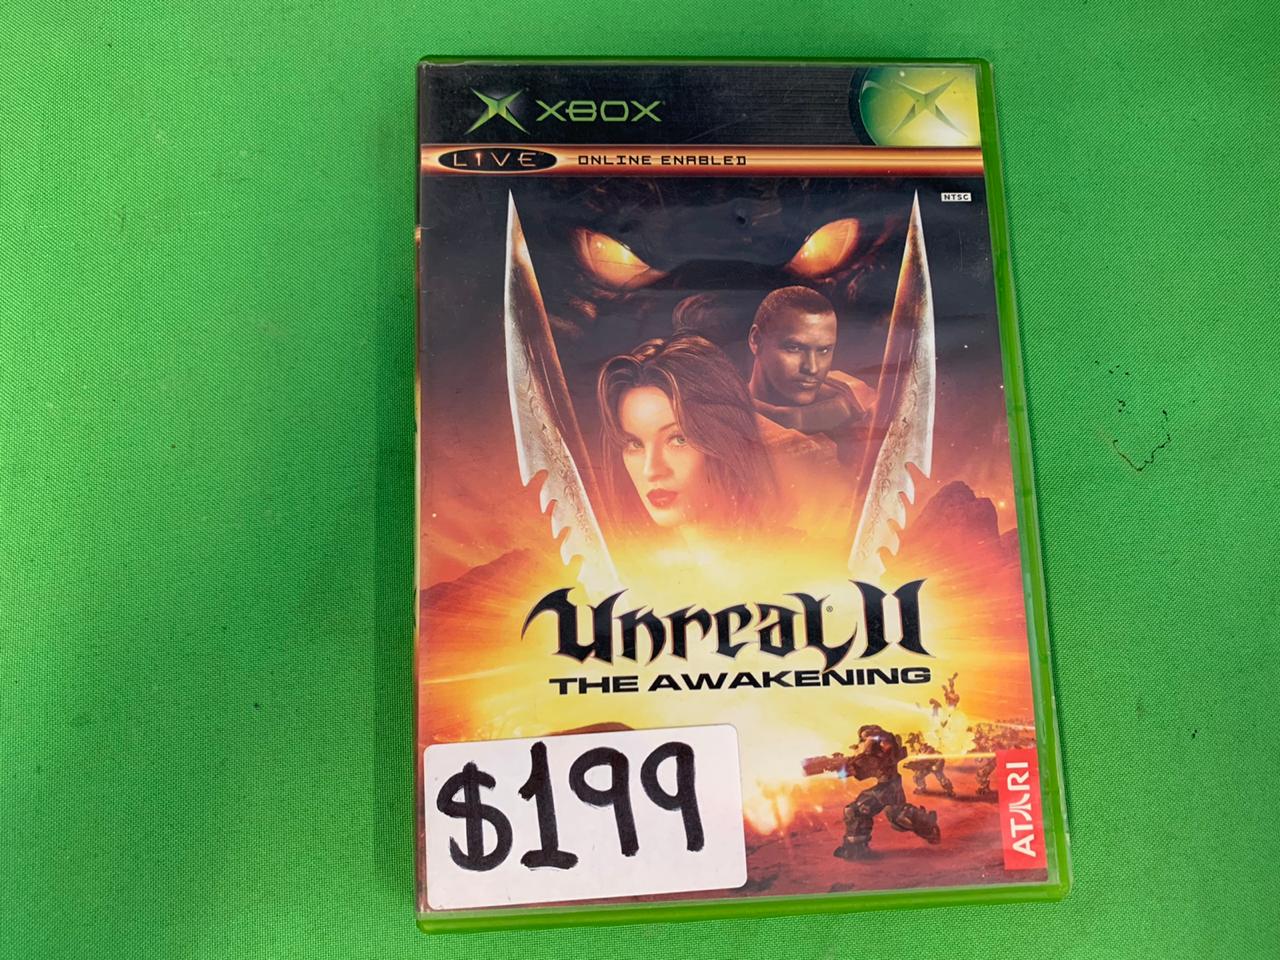 XBOX
LIVE ONLINE ENABLED
NTSC
Unreal® II
THE AWAKENING
$199
ATARI